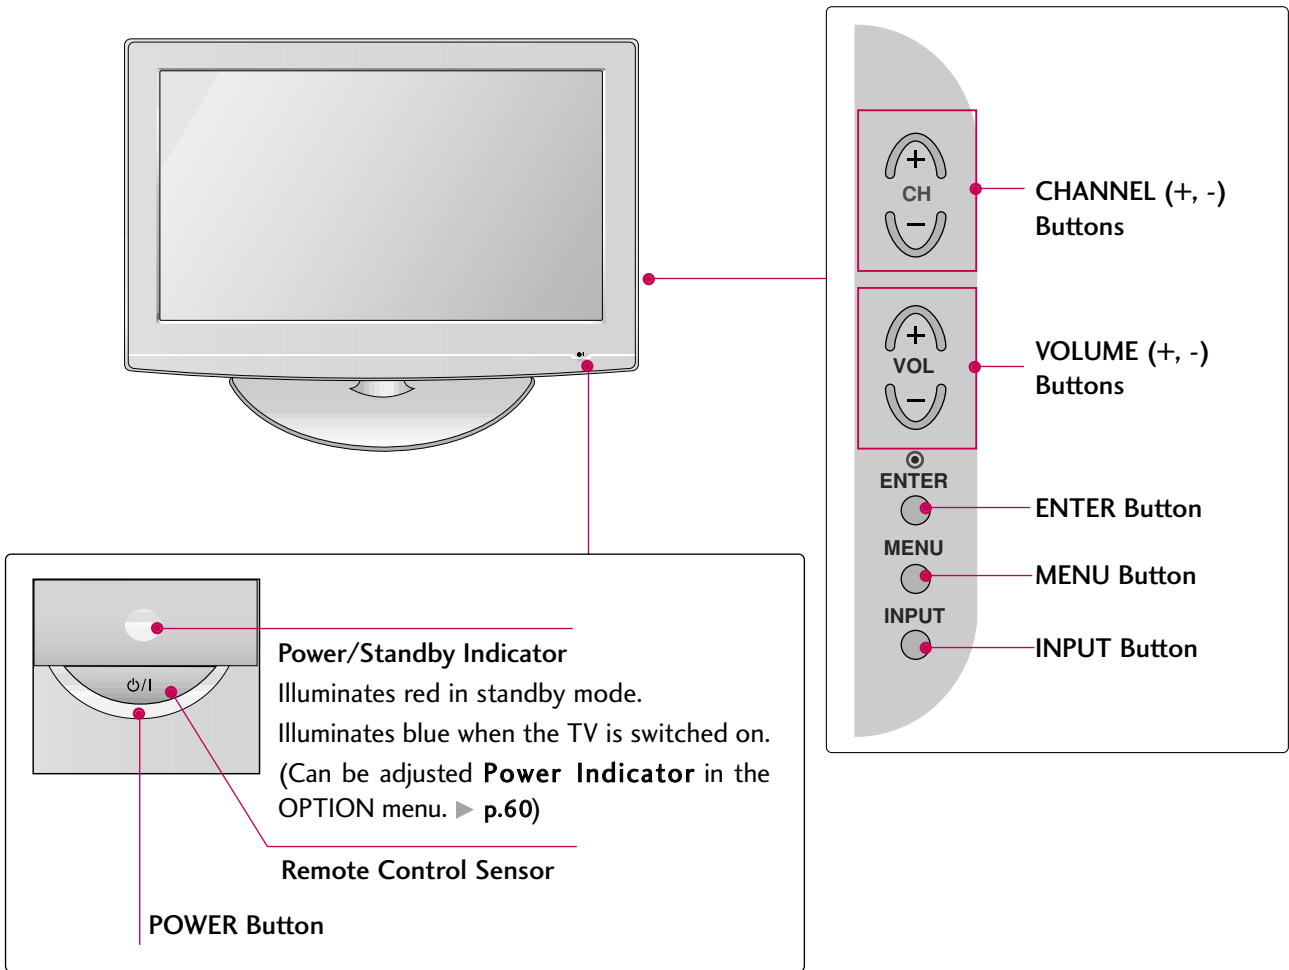 +
CH
−
CHANNEL (+, -)
Buttons
+
VOL
−
VOLUME (+, -)
Buttons
ENTER
ENTER Button
MENU
MENU Button
INPUT
INPUT Button
Power/Standby Indicator
Illuminates red in standby mode.
Illuminates blue when the TV is switched on.
(Can be adjusted Power Indicator in the
OPTION menu. ▶ p.60)
⏻/I
Remote Control Sensor
POWER Button